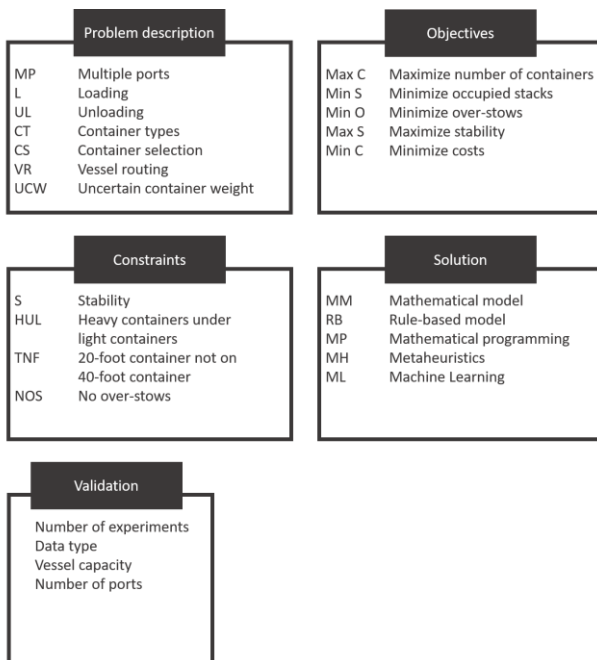 Problem description
MP Multiple ports
L Loading
UL Unloading
CT Container types
CS Container selection
VR Vessel routing
UCW Uncertain container weight
Objectives
Max C Maximize number of containers
Min S Minimize occupied stacks
Min O Minimize over-stows
Max S Maximize stability
Min C Minimize costs
Constraints
S Stability
HUL Heavy containers under
light containers
TNF 20-foot container not on
40-foot container
NOS No over-stows
Solution
MM Mathematical model
RB Rule-based model
MP Mathematical programming
MH Metaheuristics
ML Machine Learning
Validation
Number of experiments
Data type
Vessel capacity
Number of ports